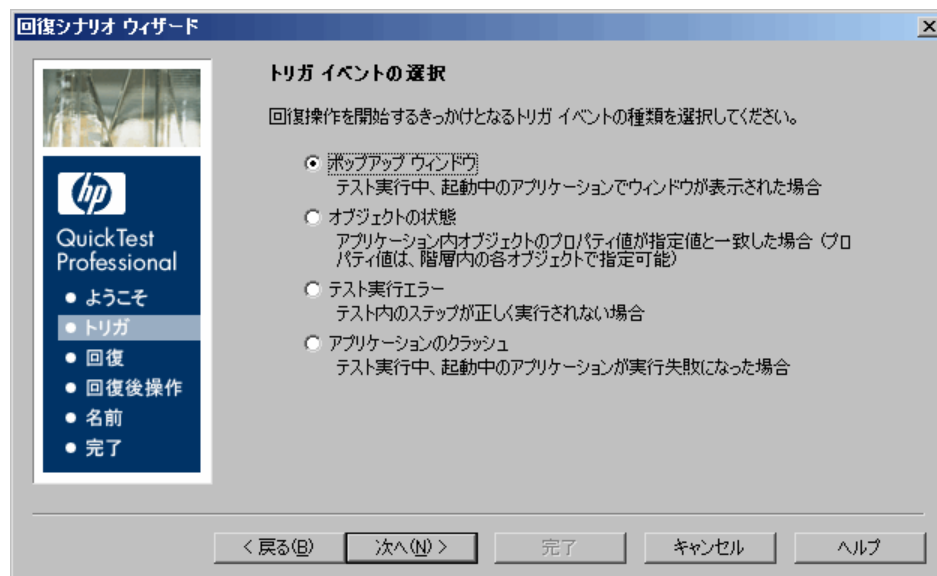 回復シナリオ ウィザード
hp
QuickTest
Professional
ようこそ
トリガ
回復
回復後操作
名前
完了
トリガ イベントの選択
回復操作を開始するきっかけとなるトリガ イベントの種類を選択してください。
ポップアップ ウィンドウ
テスト実行中、起動中のアプリケーションでウィンドウが表示された場合
オブジェクトの状態
アプリケーション内オブジェクトのプロパティ値が指定値と一致した場合 (プロ
パティ値は、階層内の各オブジェクトで指定可能)
テスト実行エラー
テスト内のステップが正しく実行されない場合
アプリケーションのクラッシュ
テスト実行中、起動中のアプリケーションが実行失敗になった場合
< 戻る(B)
次へ(N) >
完了
キャンセル
ヘルプ